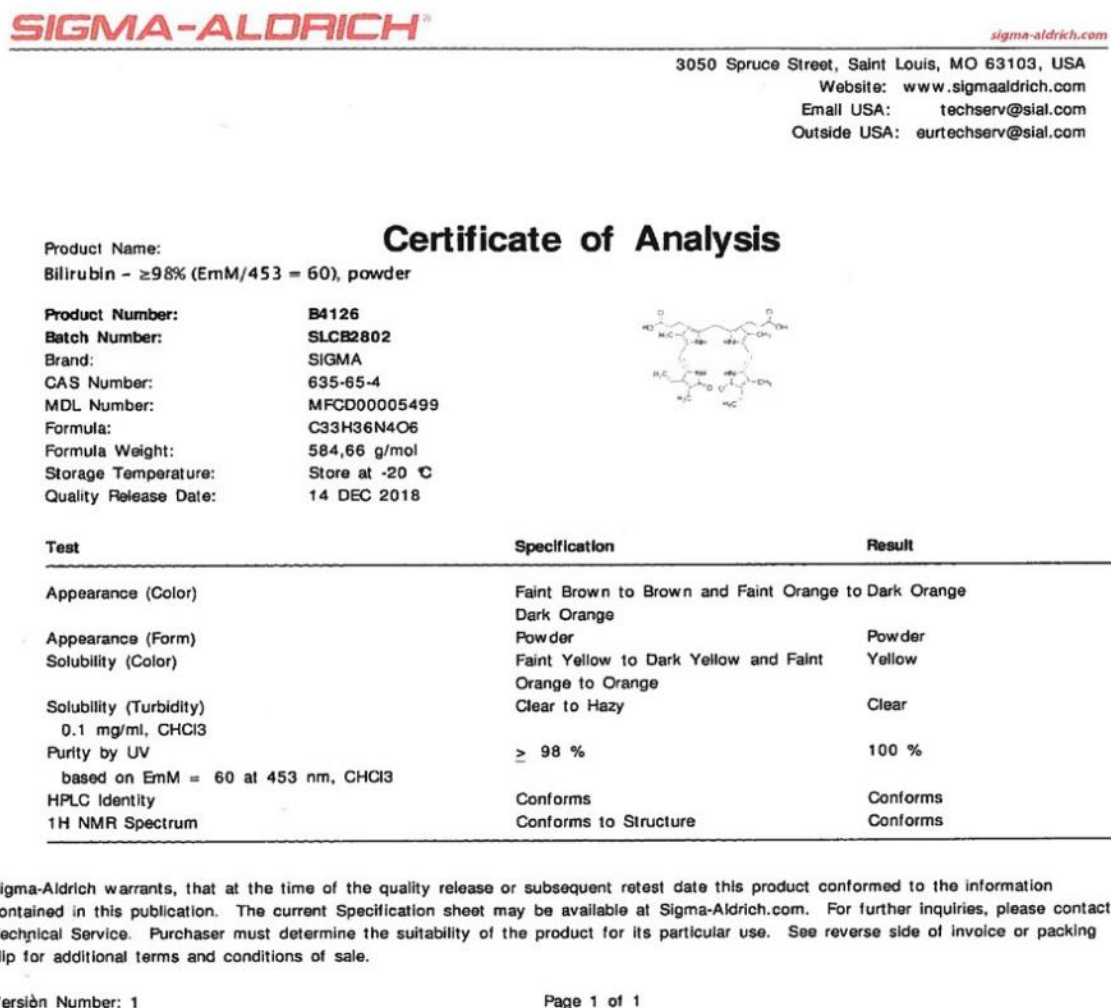 SIGMA-ALDRICH®
sigma-aldrich.com
3050 Spruce Street, Saint Louis, MO 63103, USA
Website: www.sigmaaldrich.com
Email USA: techserv@sial.com
Outside USA: eurtechserv@sial.com
Certificate of Analysis
Product Name:
Bilirubin – ≥98% (EmM/453 = 60), powder
Product Number: B4126
Batch Number: SLCB2802
Brand: SIGMA
CAS Number: 635-65-4
MDL Number: MFCD00005499
Formula: C33H36N4O6
Formula Weight: 584,66 g/mol
Storage Temperature: Store at -20 °C
Quality Release Date: 14 DEC 2018
Test Specification Result
Appearance (Color) Faint Brown to Brown and Faint Orange to Dark Orange
Dark Orange
Appearance (Form) Powder Powder
Solubility (Color) Faint Yellow to Dark Yellow and Faint Yellow
Orange to Orange
Solubility (Turbidity) Clear to Hazy Clear
0.1 mg/ml, CHCl3
Purity by UV ≥ 98 % 100 %
based on EmM = 60 at 453 nm, CHCl3
HPLC Identity Conforms Conforms
1H NMR Spectrum Conforms to Structure Conforms
igma-Aldrich warrants, that at the time of the quality release or subsequent retest date this product conformed to the information
ontained in this publication. The current Specification sheet may be available at Sigma-Aldrich.com. For further inquiries, please contact
echnical Service. Purchaser must determine the suitability of the product for its particular use. See reverse side of invoice or packing
lip for additional terms and conditions of sale.
ersion Number: 1 Page 1 of 1